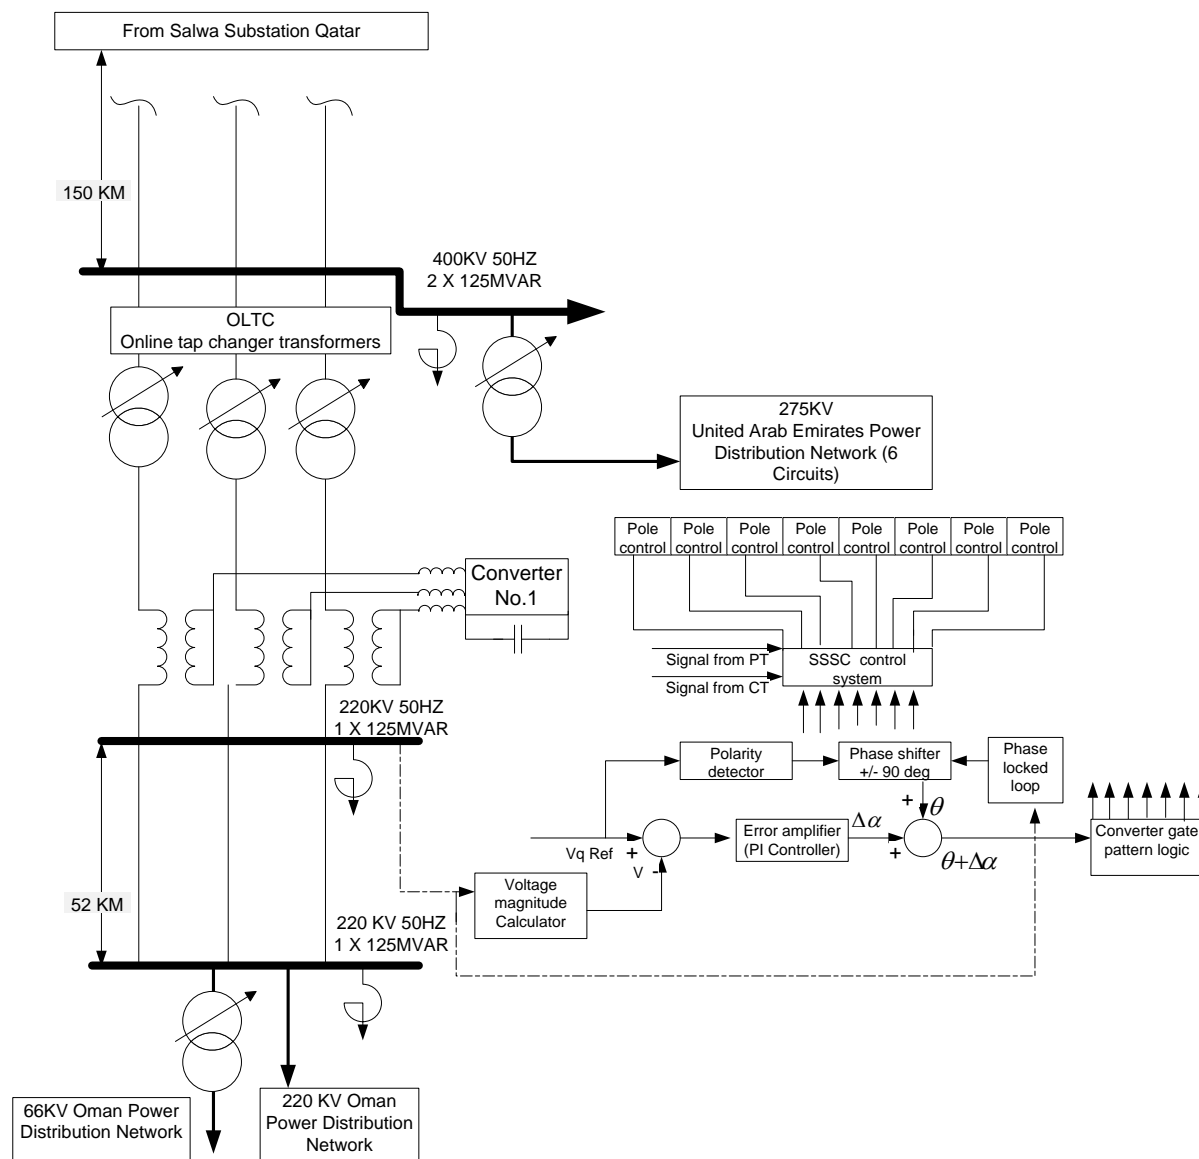 From Salwa Substation Qatar
150 KM
400KV 50HZ
2 X 125MVAR
OLTC
Online tap changer transformers
275KV
United Arab Emirates Power
Distribution Network (6
Circuits)
Pole
control
Pole
control
Pole
control
Pole
control
Pole
control
Pole
control
Pole
control
Pole
control
Converter
No.1
Signal from PT
Signal from CT
SSSC control
system
220KV 50HZ
1 X 125MVAR
Polarity
detector
Phase shifter
+/- 90 deg
Phase
locked
loop
+
θ
Vq Ref
+
V
-
Error amplifier
(PI Controller)
Δα
+
θ+Δα
Converter gate
pattern logic
Voltage
magnitude
Calculator
52 KM
220 KV 50HZ
1 X 125MVAR
66KV Oman Power
Distribution Network
220 KV Oman
Power Distribution
Network